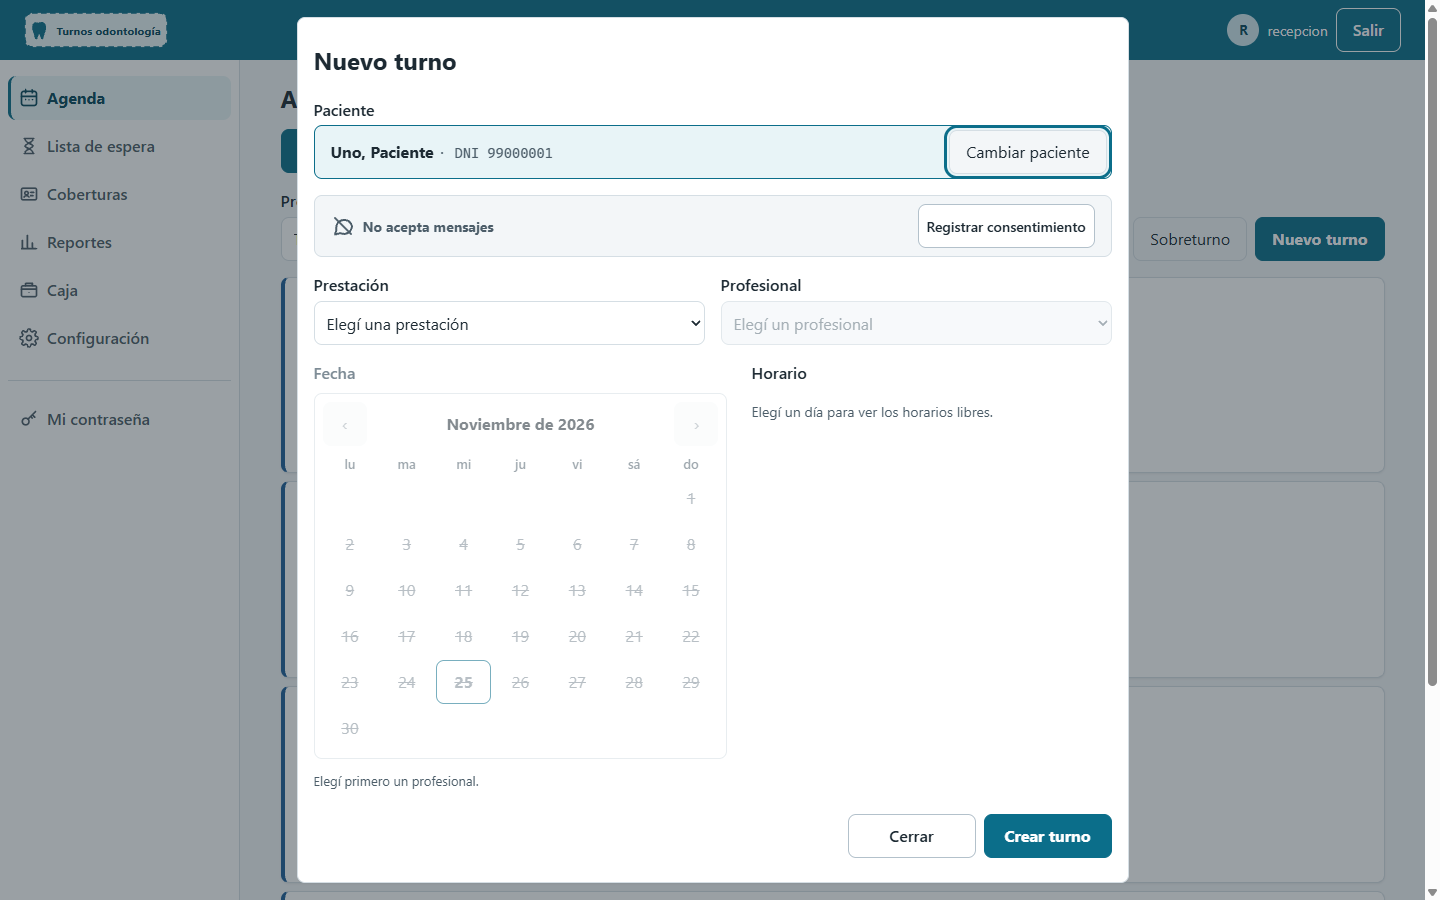 Turnos odontología
R
recepcion
Salir
Agenda
Lista de espera
Coberturas
Reportes
Caja
Configuración
Mi contraseña
Sobreturno
Nuevo turno
Nuevo turno
Paciente
Uno, Paciente · DNI 99000001
Cambiar paciente
No acepta mensajes
Registrar consentimiento
Prestación
Profesional
Elegí una prestación
Elegí un profesional
Fecha
Horario
‹ Noviembre de 2026 ›
Elegí un día para ver los horarios libres.
lu ma mi ju vi sá do
1
2 3 4 5 6 7 8
9 10 11 12 13 14 15
16 17 18 19 20 21 22
23 24 25 26 27 28 29
30
Elegí primero un profesional.
Cerrar
Crear turno